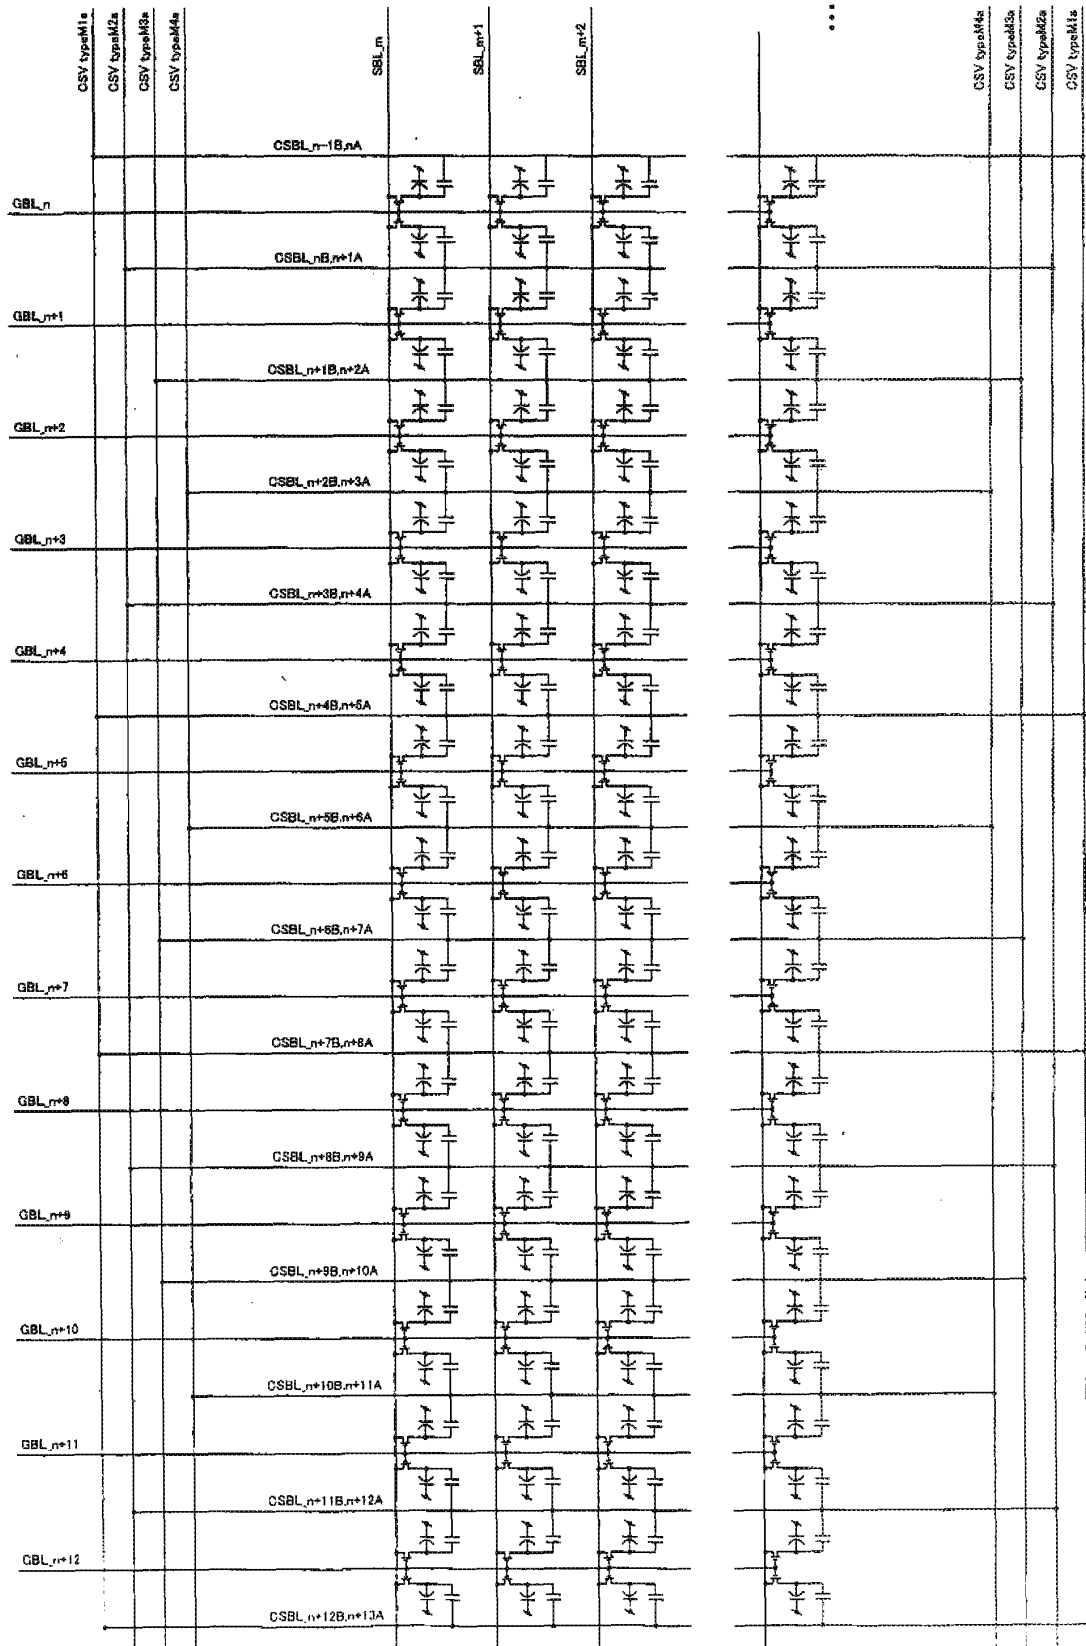 CSV typeM1a
CSV typeM2a
CSV typeM3a
CSV typeM4a
SBL_m
SBL_m+1
SBL_m+2
...
CSV typeM4a
CSV typeM3a
CSV typeM2a
CSV typeM1a
CSBL_n-1B,nA
GBL_n
CSBL_nB,n+1A
GBL_n+1
CSBL_n+1B,n+2A
GBL_n+2
CSBL_n+2B,n+3A
GBL_n+3
CSBL_n+3B,n+4A
GBL_n+4
CSBL_n+4B,n+5A
GBL_n+5
CSBL_n+5B,n+6A
GBL_n+6
CSBL_n+6B,n+7A
GBL_n+7
CSBL_n+7B,n+8A
GBL_n+8
CSBL_n+8B,n+9A
GBL_n+9
CSBL_n+9B,n+10A
GBL_n+10
CSBL_n+10B,n+11A
GBL_n+11
CSBL_n+11B,n+12A
GBL_n+12
CSBL_n+12B,n+13A